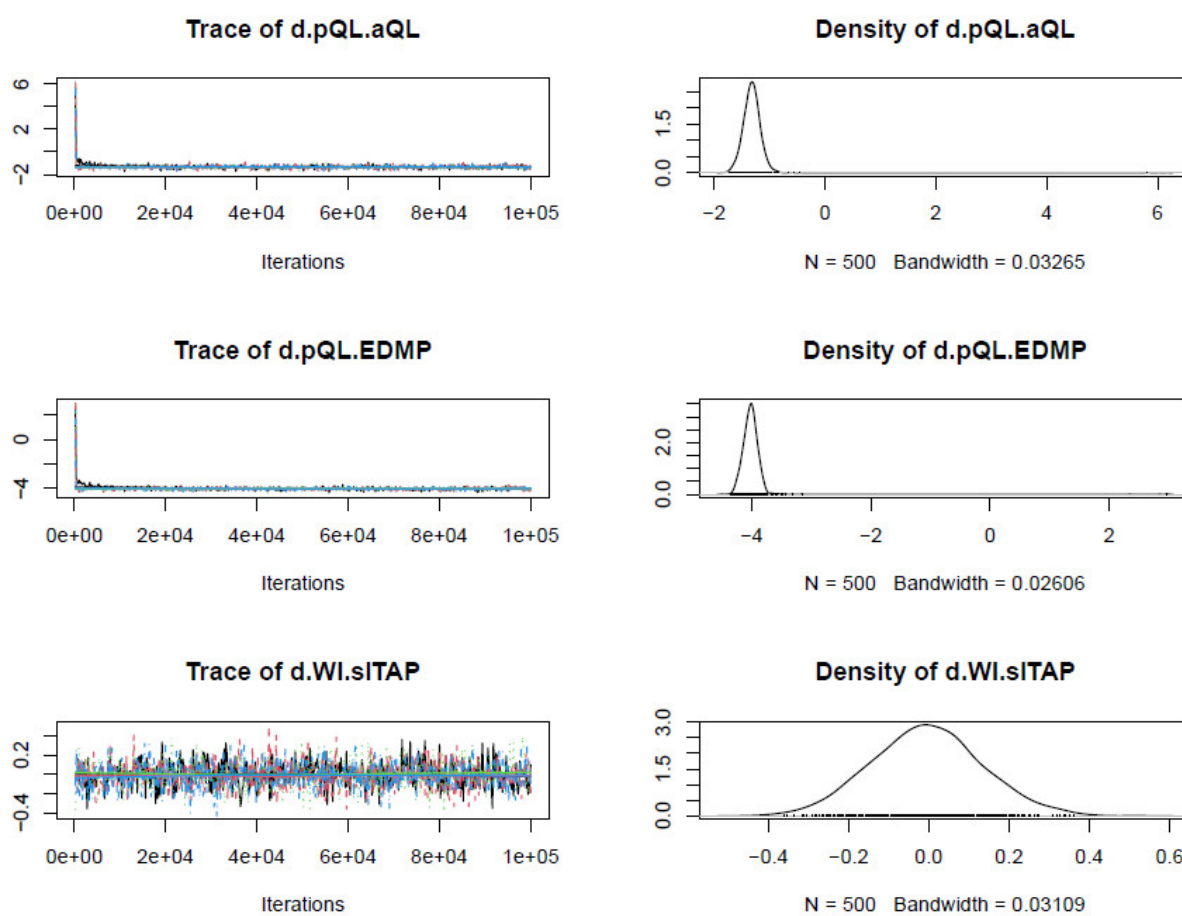 Trace of d.pQL.aQL
Density of d.pQL.aQL
6
2
−2
0e+00 2e+04 4e+04 6e+04 8e+04 1e+05
Iterations
1.5
0.0
−2 0 2 4 6
N = 500 Bandwidth = 0.03265
Trace of d.pQL.EDMP
Density of d.pQL.EDMP
0
−4
0e+00 2e+04 4e+04 6e+04 8e+04 1e+05
Iterations
2.0
0.0
−4 −2 0 2
N = 500 Bandwidth = 0.02606
Trace of d.WI.sITAP
Density of d.WI.sITAP
0.2
−0.4
0e+00 2e+04 4e+04 6e+04 8e+04 1e+05
Iterations
3.0
1.5
0.0
−0.4 −0.2 0.0 0.2 0.4 0.6
N = 500 Bandwidth = 0.03109